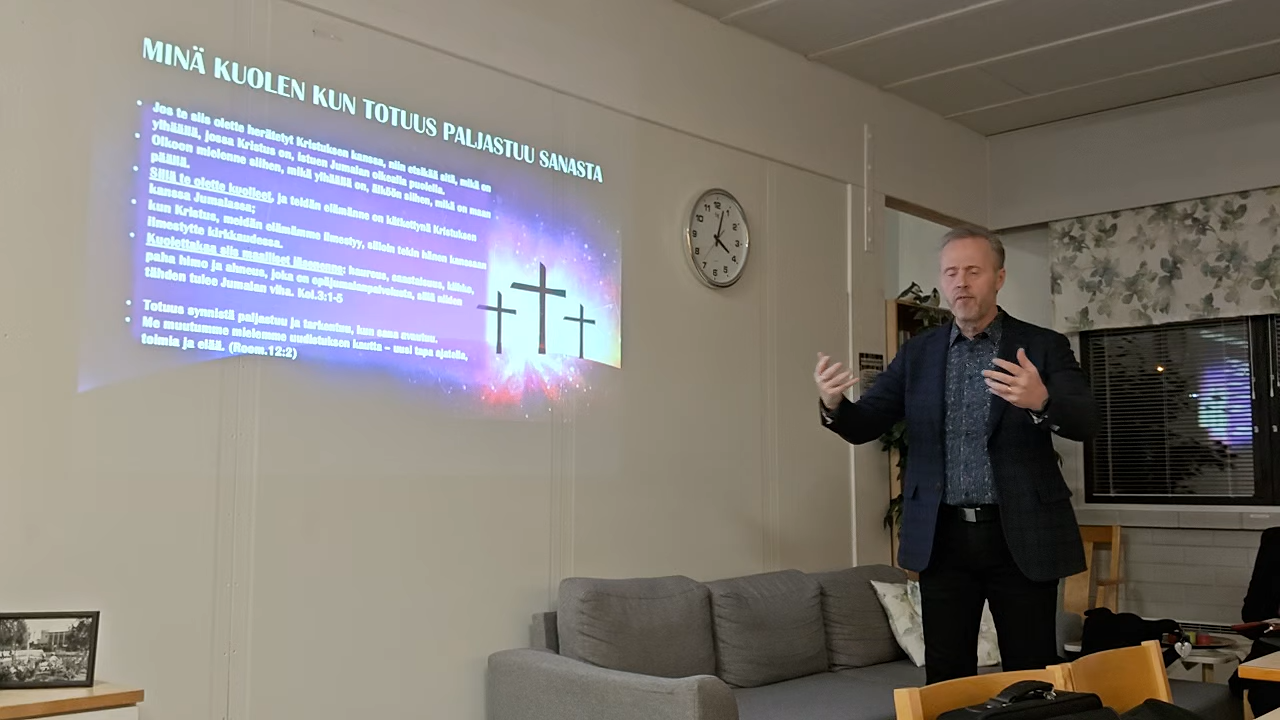 MINÄ KUOLEN KUN TOTUUS PALJASTUU SANASTA
• Jos te siis olette herätetyt Kristuksen kanssa, niin etsikää sitä, mikä on
ylhäällä, jossa Kristus on, istuen Jumalan oikealla puolella.
• Olkoon mielenne siihen, mikä ylhäällä on, älköön siihen, mikä on maan
päällä.
• Sillä te olette kuolleet, ja teidän elämänne on kätkettynä Kristuksen
kanssa Jumalassa;
• kun Kristus, meidän elämämme ilmestyy, silloin tekin hänen kanssaan
ilmestytte kirkkaudessa.
• Kuolettakaa siis maalliset jäsenenne: haureus, saastaisuus, kiihko,
paha himo ja ahneus, joka on epäjumalanpalvelusta, sillä niiden
tähden tulee Jumalan viha. Kol.3:1-5
• Totuus synnistä paljastuu ja tarkentuu, kun sana avautuu.
• Me muutumme mielemme uudistuksen kautta – uusi tapa ajatella,
toimia ja elää. (Room.12:2)